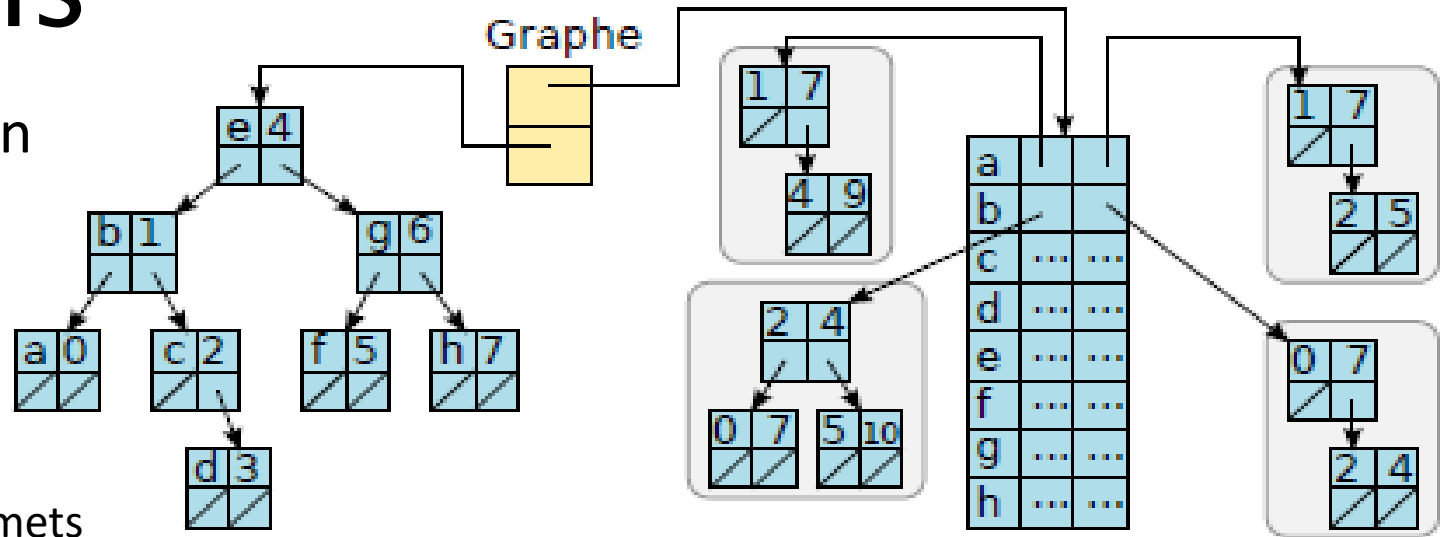 Graphe
n
e 4
b 1
g 6
a 0
c 2
f 5
h 7
d 3
mets
1 7
4 9
2 4
0 7
5 10
a
b
c ... ...
d ... ...
e ... ...
f ... ...
g ... ...
h ... ...
1 7
2 5
0 7
2 4